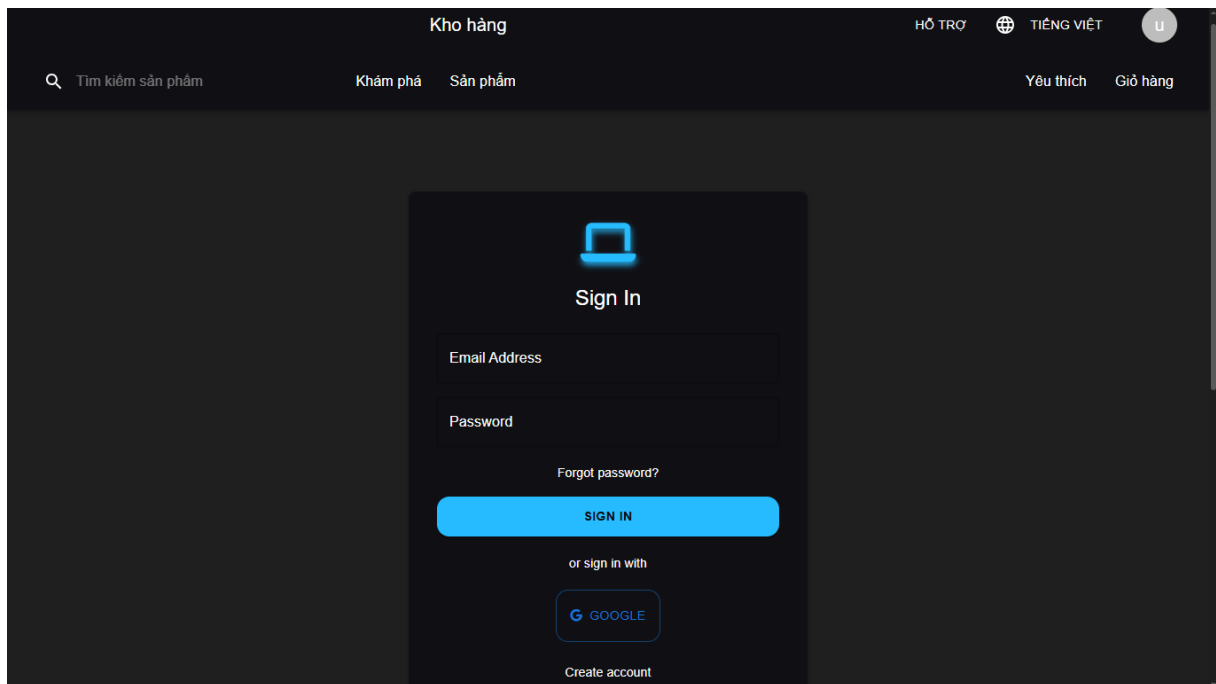 Kho hàng
HỖ TRỢ
TIẾNG VIỆT
u
Tìm kiếm sản phẩm
Khám phá
Sản phẩm
Yêu thích
Giỏ hàng
Sign In
Email Address
Password
Forgot password?
SIGN IN
or sign in with
G GOOGLE
Create account